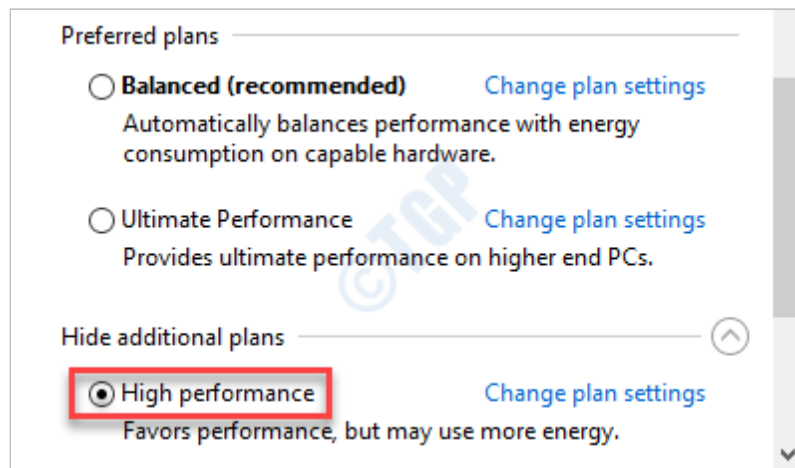 Preferred plans
Balanced (recommended) Change plan settings
Automatically balances performance with energy
consumption on capable hardware.
Ultimate Performance Change plan settings
Provides ultimate performance on higher end PCs.
©TGP
Hide additional plans
High performance Change plan settings
Favors performance, but may use more energy.